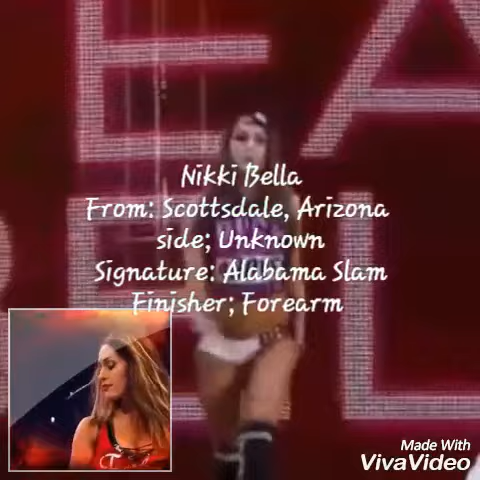 Nikki Bella
From: Scottsdale, Arizona
side; Unknown
Signature: Alabama Slam
Finisher; Forearm
Made With
VivaVideo